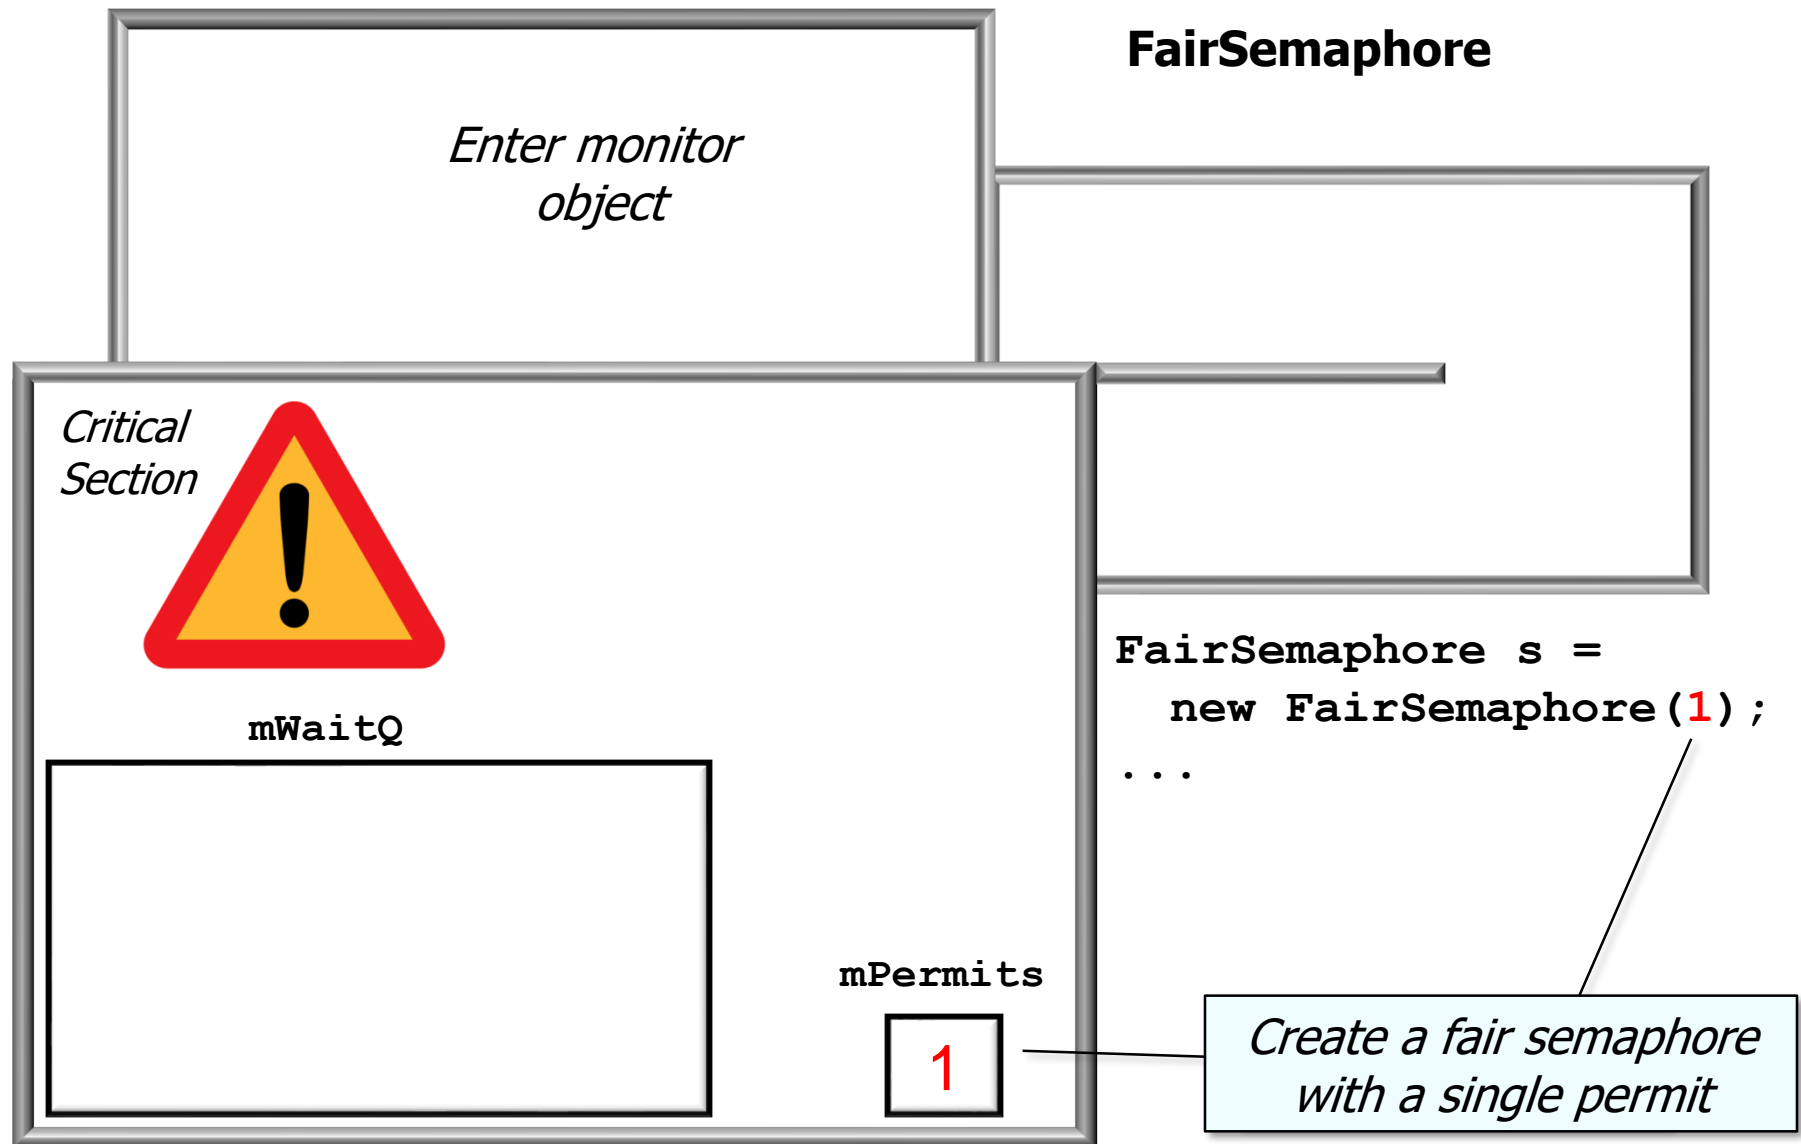 FairSemaphore
Enter monitor
object
Critical
Section
FairSemaphore s =
new FairSemaphore(1);
...
mWaitQ
mPermits
1
Create a fair semaphore
with a single permit